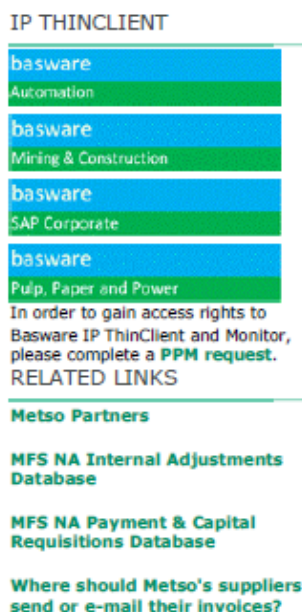 IP THINCLIENT
basware
Automation
basware
Mining & Construction
basware
SAP Corporate
basware
Pulp, Paper and Power
In order to gain access rights to
Basware IP ThinClient and Monitor,
please complete a PPM request.
RELATED LINKS
Metso Partners
MFS NA Internal Adjustments
Database
MFS NA Payment & Capital
Requisitions Database
Where should Metso's suppliers
send or e-mail their invoices?